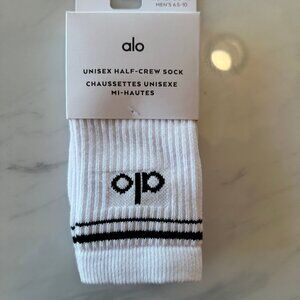 MEN'S 6.5-10
alo
UNISEX HALF-CREW SOCK
CHAUSSETTES UNISEXE
MI-HAUTES
alo